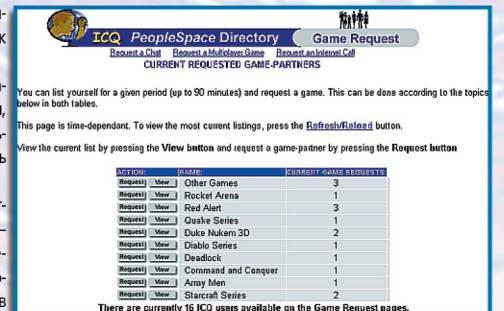 ICQ PeopleSpace Directory Game Request
Request a Chat Request a Multiplayer Game Request an Internet Call
CURRENT REQUESTED GAME-PARTNERS
You can list yourself for a given period (up to 90 minutes) and request a game. This can be done according to the topics
below in both tables.
This page is time-dependant. To view the most current listings, press the Refresh/Reload button.
View the current list by pressing the View button and request a game-partner by pressing the Request button
ACTION: GAME: CURRENT GAME REQUESTS
Request View Other Games 3
Request View Rocket Arena 1
Request View Red Alert 3
Request View Quake Series 1
Request View Duke Nukem 3D 2
Request View Diablo Series 1
Request View Deadlock 1
Request View Command and Conquer 1
Request View Army Men 1
Request View Starcraft Series 2
There are currently 16 ICQ users available on the Game Request pages.